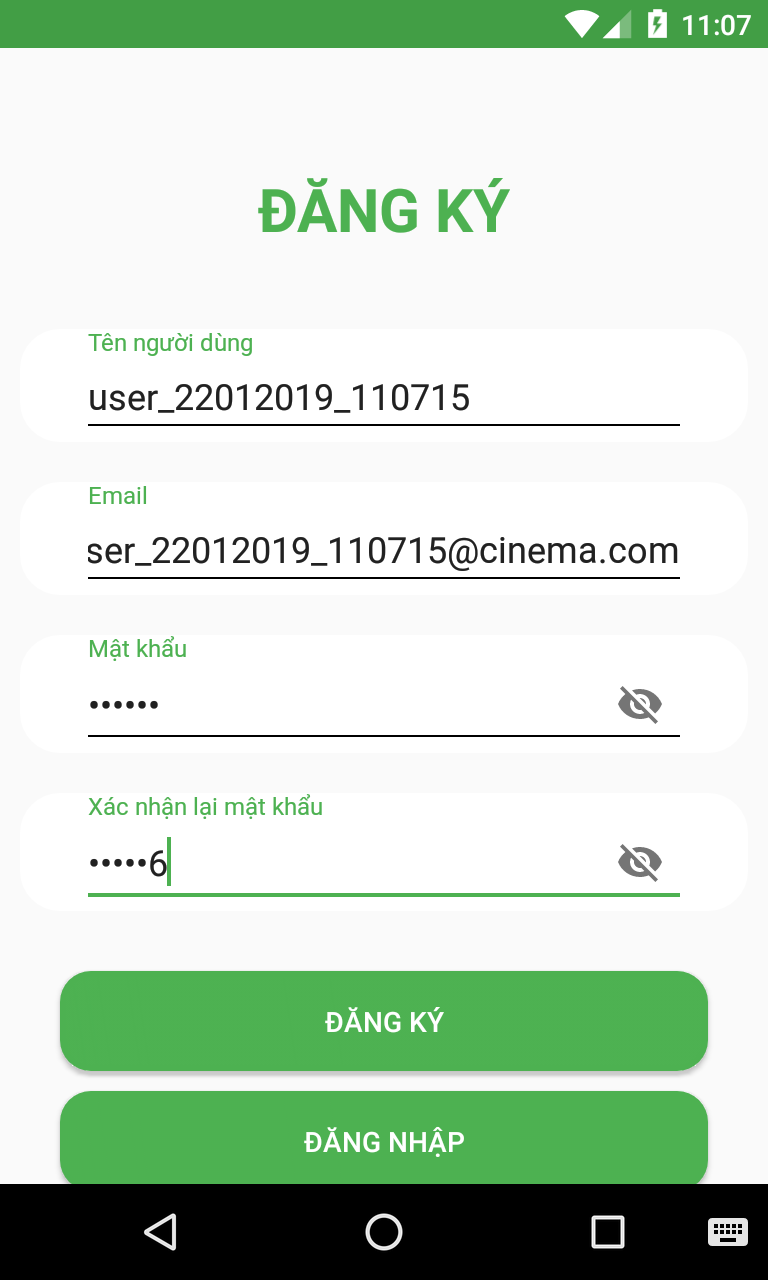 11:07
ĐĂNG KÝ
Tên người dùng
user_22012019_110715
Email
ser_22012019_110715@cinema.com
Mật khẩu
••••••
Xác nhận lại mật khẩu
•••••6
ĐĂNG KÝ
ĐĂNG NHẬP